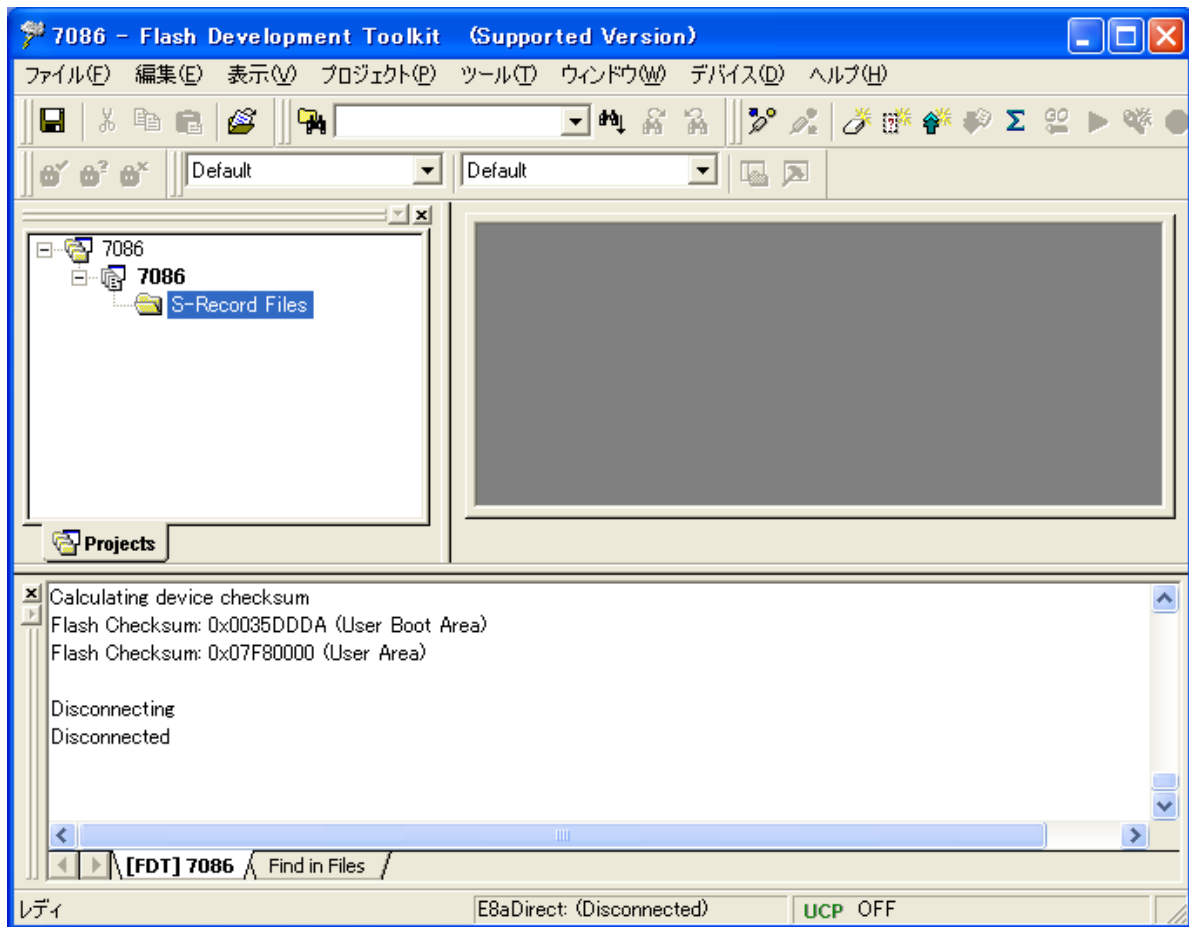 7086 - Flash Development Toolkit (Supported Version)
ファイル(F) 編集(E) 表示(V) プロジェクト(P) ツール(T) ウィンドウ(W) デバイス(D) ヘルプ(H)
GO
Default Default
7086
7086
S-Record Files
Projects
Calculating device checksum
Flash Checksum: 0x0035DDDA (User Boot Area)
Flash Checksum: 0x07F80000 (User Area)
Disconnecting
Disconnected
[FDT] 7086 Find in Files
レディ E8aDirect: (Disconnected) UCP OFF